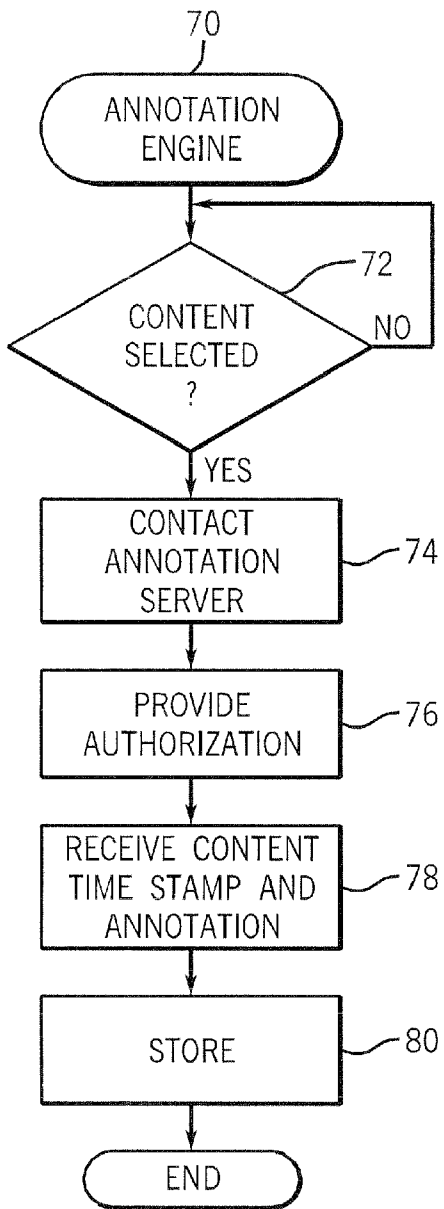 70
ANNOTATION
ENGINE
72
CONTENT
SELECTED
?
NO
YES
CONTACT
ANNOTATION
SERVER
74
PROVIDE
AUTHORIZATION
76
RECEIVE CONTENT
TIME STAMP AND
ANNOTATION
78
STORE
80
END